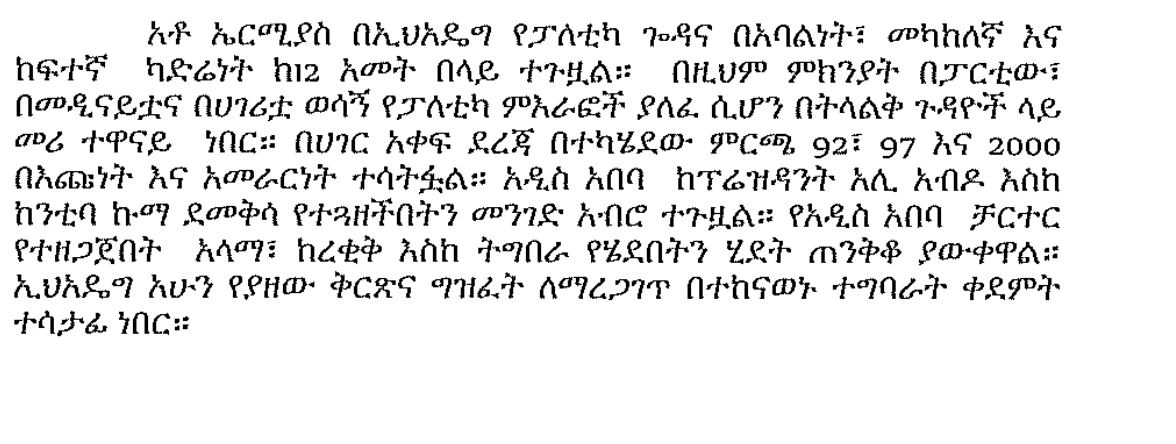 አቶ ኤርሚያስ በኢህአዴግ የፓለቲካ ጐዳና በአባልነት፣ መካከለኛ እና
ከፍተኛ ካድሬነት ከ12 አመት በላይ ተጉዟል። በዚህም ምክንያት በፓርቲው፣
በመዲናይቷና በሀገሪቷ ወሳኝ የፓለቲካ ምእራፎች ያለፈ ሲሆን በትላልቅ ጉዳዮች ላይ
መሪ ተዋናይ ነበር። በሀገር አቀፍ ደረጃ በተካሄደው ምርጫ 92፣ 97 እና 2000
በእጩነት እና አመራርነት ተሳትፏል። አዲስ አበባ ከፕሬዝዳንት አሊ አብዶ እስከ
ከንቲባ ኩማ ደመቅሳ የተጓዘችበትን መንገድ አብሮ ተጉዟል። የአዲስ አበባ ቻርተር
የተዘጋጀበት አላማ፣ ከረቂቅ እስከ ትግበራ የሄደበትን ሂደት ጠንቅቆ ያውቀዋል።
ኢህአዴግ አሁን የያዘው ቅርጽና ግዝፈት ለማረጋገጥ በተከናወኑ ተግባራት ቀደምት
ተሳታፊ ነበር።